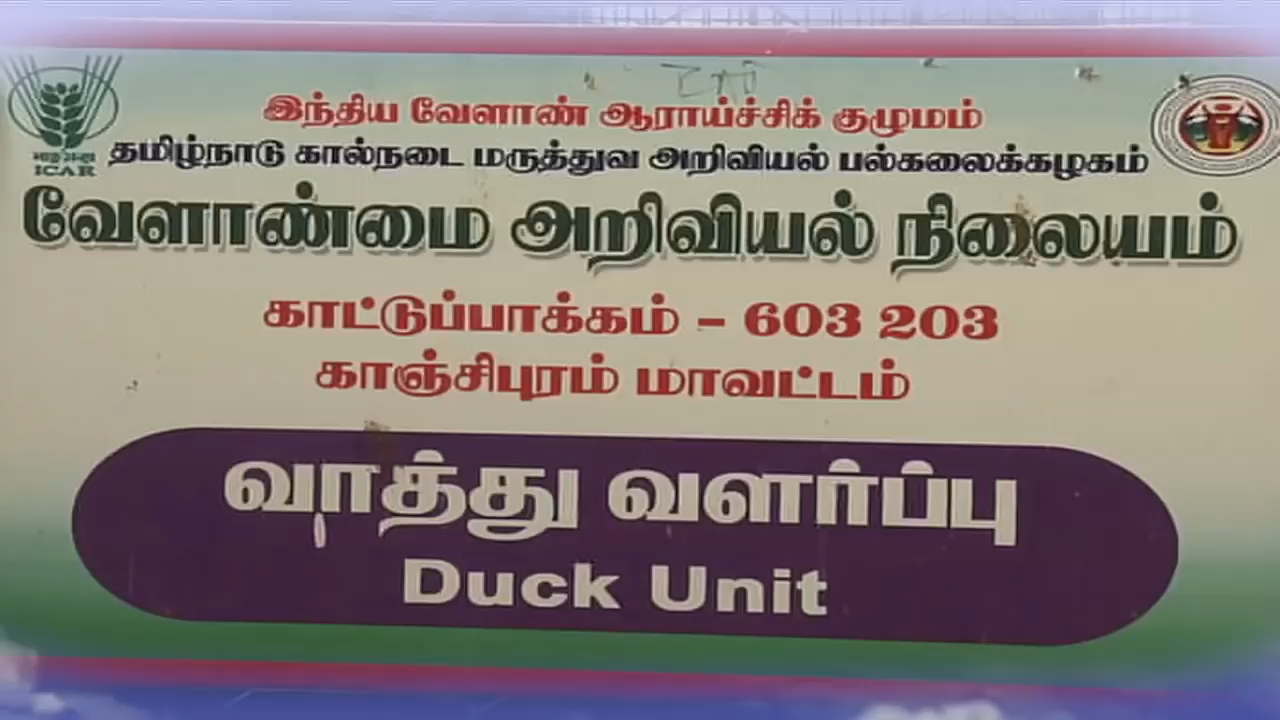 இந்திய வேளாண் ஆராய்ச்சிக் குழுமம்
தமிழ்நாடு கால்நடை மருத்துவ அறிவியல் பல்கலைக்கழகம்
ICAR
வேளாண்மை அறிவியல் நிலையம்
காட்டுப்பாக்கம் – 603 203
காஞ்சிபுரம் மாவட்டம்
வாத்து வளர்ப்பு
Duck Unit